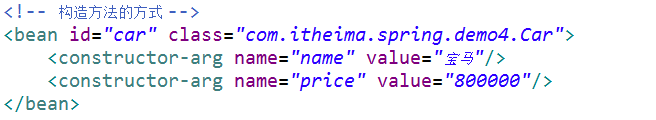 <!-- 构造方法的方式 -->
<bean id="car" class="com.itheima.spring.demo4.Car">
<constructor-arg name="name" value="宝马"/>
<constructor-arg name="price" value="800000"/>
</bean>